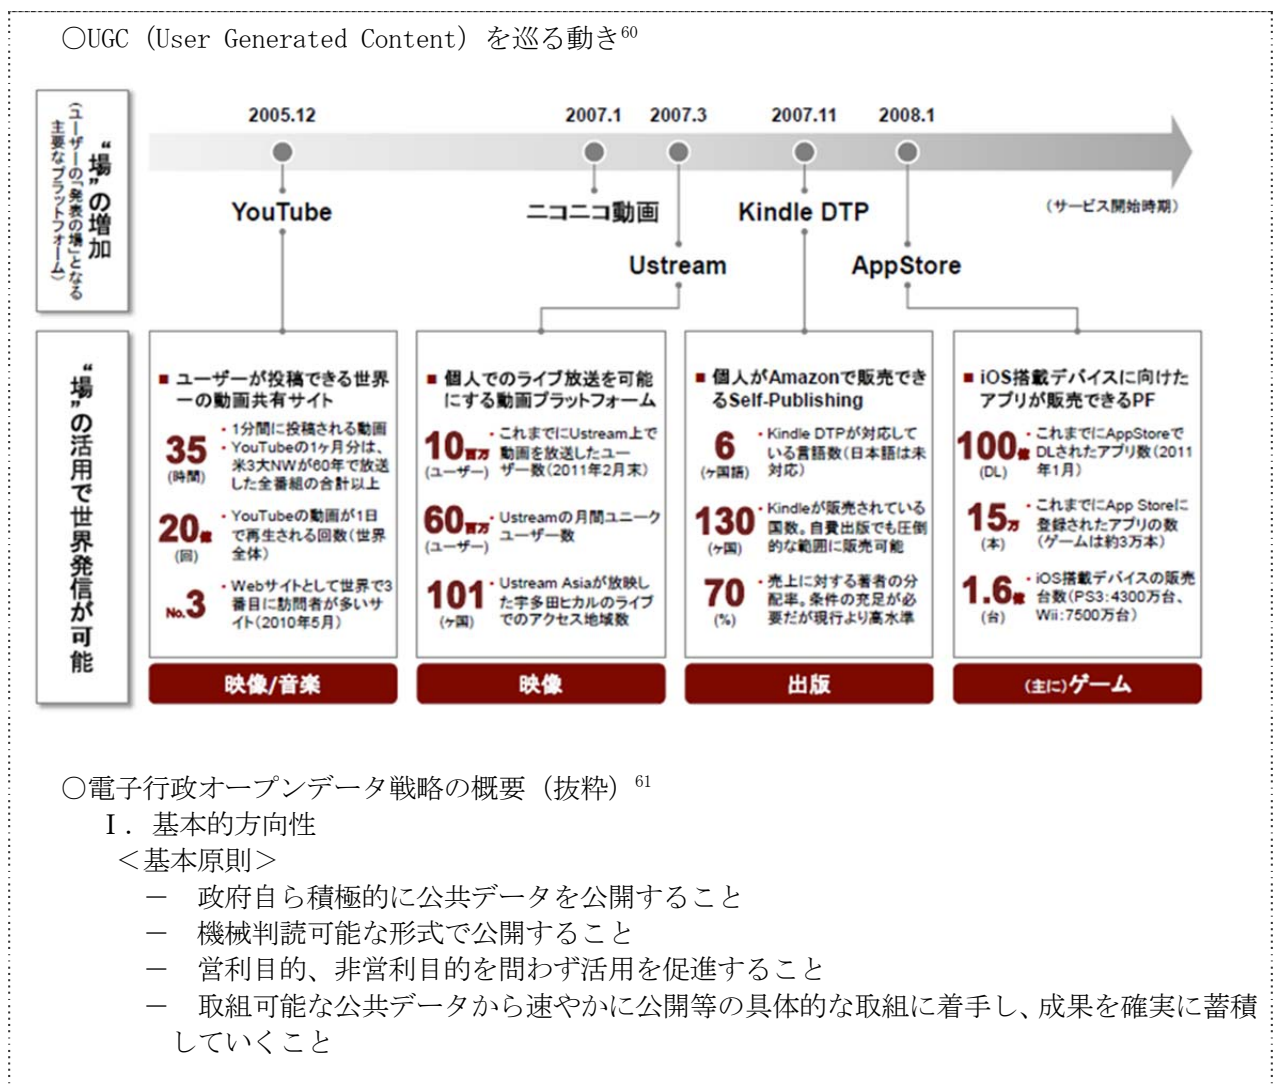 ○UGC (User Generated Content) を巡る動き60
“場”の増加
(ユーザーの「発表の場」となる
主要なプラットフォーム)
2005.12
2007.1
2007.3
2007.11
2008.1
YouTube
ニコニコ動画
Kindle DTP
(サービス開始時期)
Ustream
AppStore
“場”の活用で世界発信が可能
■ ユーザーが投稿できる世界
一の動画共有サイト
35
(時間)
・1分間に投稿される動画
・YouTubeの1ヶ月分は、
米3大NWが60年で放送
した全番組の合計以上
20億
(回)
・YouTubeの動画が1日
で再生される回数(世界
全体)
No.3
・Webサイトとして世界で3
番目に訪問者が多いサ
イト(2010年5月)
映像/音楽
■ 個人でのライブ放送を可能
にする動画プラットフォーム
10百万
(ユーザー)
・これまでにUstream上で
動画を放送したユー
ザー数(2011年2月末)
60百万
(ユーザー)
・Ustreamの月間ユニーク
ユーザー数
101
(ヶ国)
・Ustream Asiaが放映し
た宇多田ヒカルのライブ
でのアクセス地域数
映像
■ 個人がAmazonで販売でき
るSelf-Publishing
6
(ヶ国語)
・Kindle DTPが対応して
いる言語数(日本語は未
対応)
130
(ヶ国)
・Kindleが販売されている
国数。自費出版でも圧倒
的な範囲に販売可能
70
(%)
・売上に対する著者の分
配率。条件の充足が必
要だが現行より高水準
出版
■ iOS搭載デバイスに向けた
アプリが販売できるPF
100億
(DL)
・これまでにAppStoreで
DLされたアプリ数(2011
年1月)
15万
(本)
・これまでにApp Storeに
登録されたアプリの数
(ゲームは約3万本)
1.6億
(台)
・iOS搭載デバイスの販売
台数(PS3:4300万台、
Wii:7500万台)
(主に)ゲーム
○電子行政オープンデータ戦略の概要（抜粋）61
Ⅰ．基本的方向性
＜基本原則＞
－ 政府自ら積極的に公共データを公開すること
－ 機械判読可能な形式で公開すること
－ 営利目的、非営利目的を問わず活用を促進すること
－ 取組可能な公共データから速やかに公開等の具体的な取組に着手し、成果を確実に蓄積
していくこと